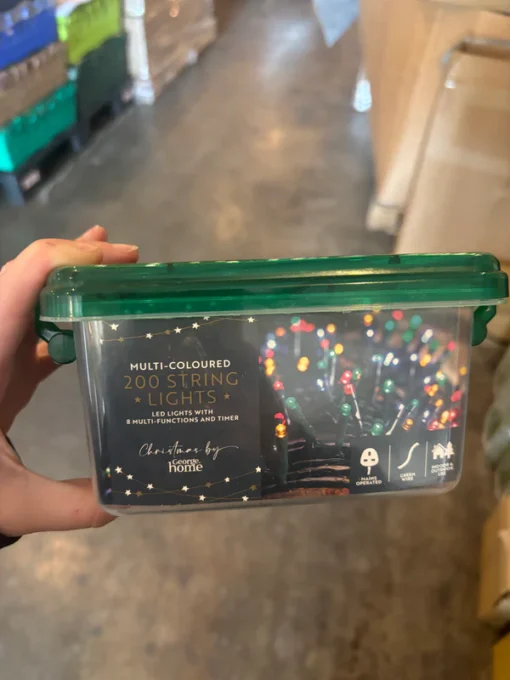 MULTI-COLOURED
200 STRING
LIGHTS
LED LIGHTS WITH
8 MULTI-FUNCTIONS AND TIMER
Christmas by
George
home
MAINS
OPERATED
GREEN
WIRE
INDOOR &